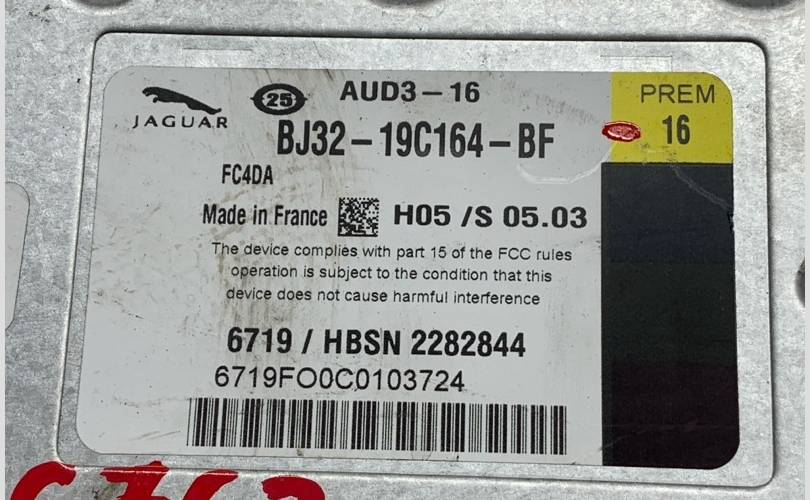 JAGUAR
25
AUD3-16
PREM
16
BJ32-19C164-BF
FC4DA
Made in France
H05 /S 05.03
The device complies with part 15 of the FCC rules
operation is subject to the condition that this
device does not cause harmful interference
6719 / HBSN 2282844
6719FO0C0103724